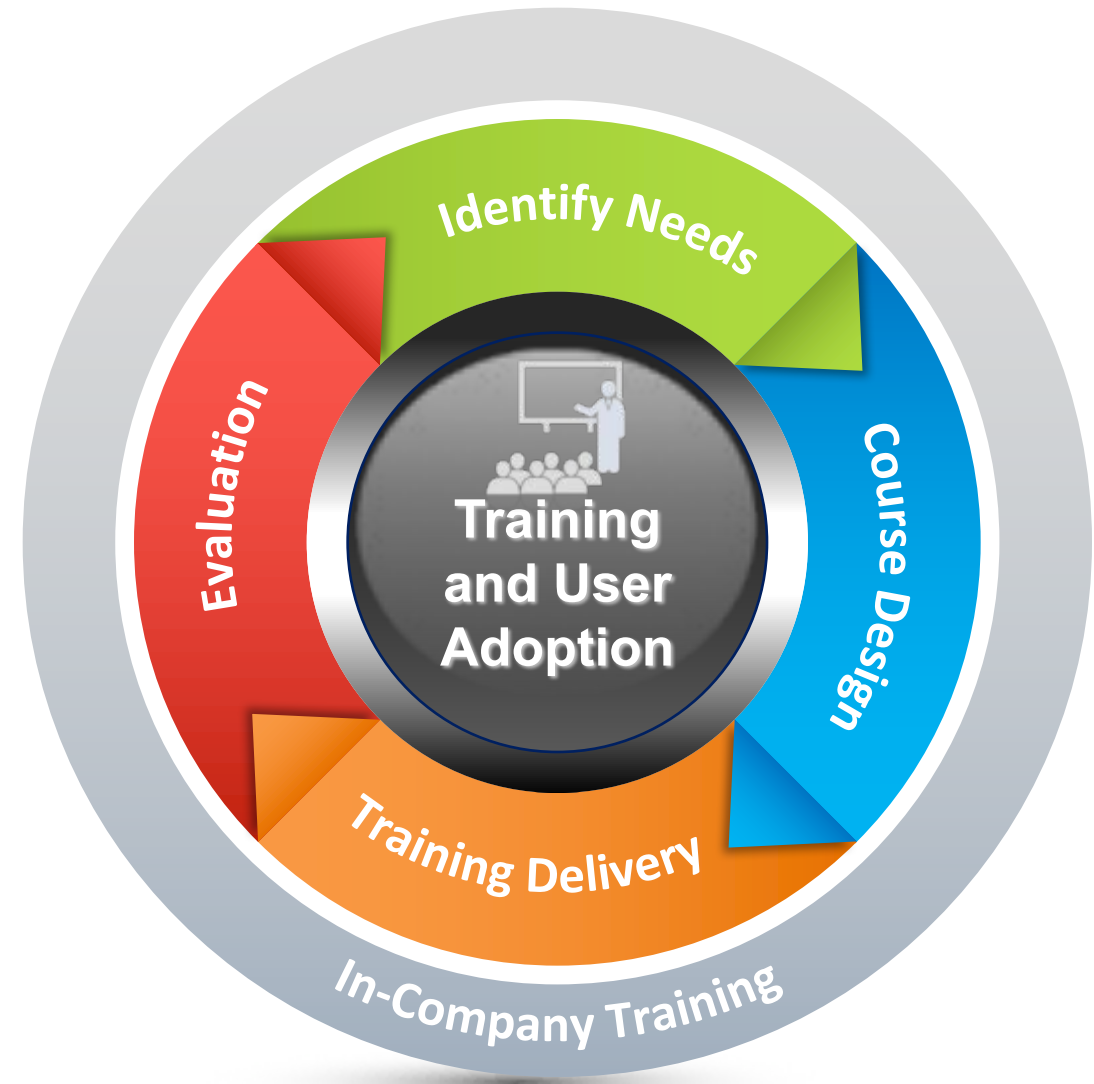 Identify Needs
Course Design
Training Delivery
Evaluation
Training
and User
Adoption
In-Company Training